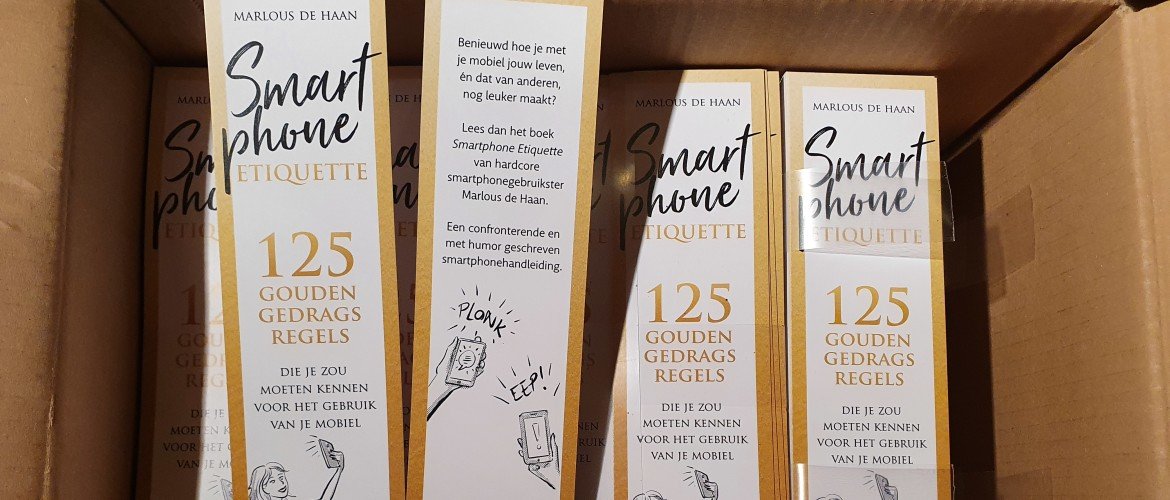 MARLOUS DE HAAN
Smart
phone
ETIQUETTE
125
GOUDEN
GEDRAGS
REGELS
DIE JE ZOU
MOETEN KENNEN
VOOR HET GEBRUIK
VAN JE MOBIEL
Benieuwd hoe je met
je mobiel jouw leven,
én dat van anderen,
nog leuker maakt?
Lees dan het boek
Smartphone Etiquette
van hardcore
smartphonegebruikster
Marlous de Haan.
Een confronterende en
met humor geschreven
smartphonehandleiding.
PLONK
EEP!
MARLOUS DE HAAN
Smart
phone
ETIQUETTE
125
GOUDEN
GEDRAGS
REGELS
DIE JE ZOU
MOETEN KENNEN
VOOR HET GEBRUIK
VAN JE MOBIEL
MARLOUS DE HAAN
Smart
phone
ETIQUETTE
125
GOUDEN
GEDRAGS
REGELS
DIE JE ZOU
MOETEN KENNEN
VOOR HET GEBRUIK
VAN JE MOBIEL